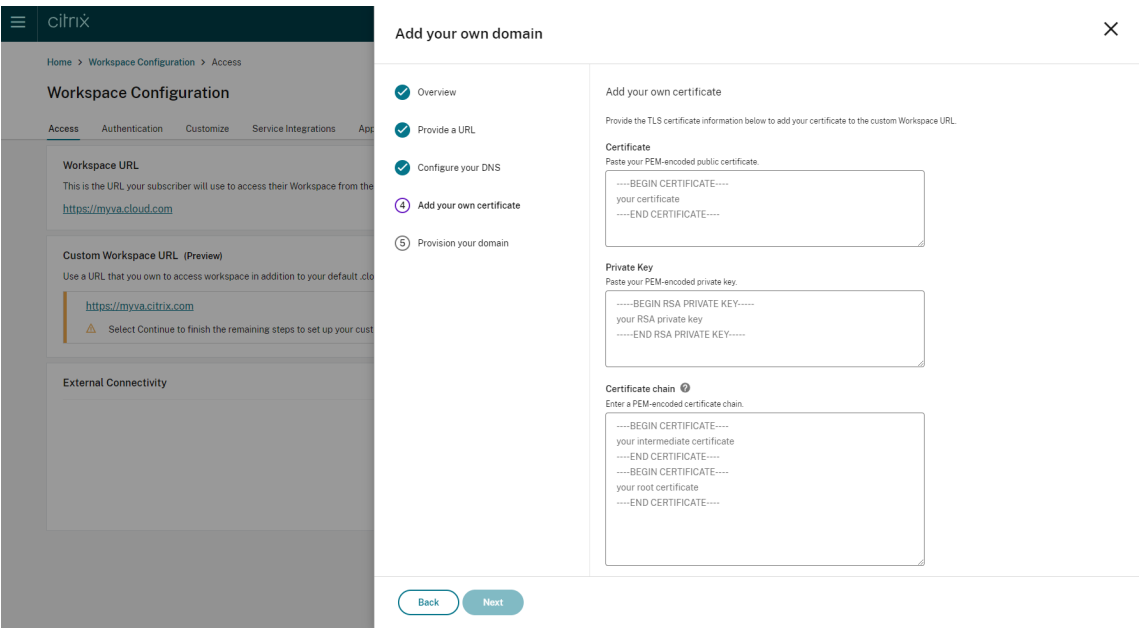 citrix
Home > Workspace Configuration > Access
Workspace Configuration
Access Authentication Customize Service Integrations App
Workspace URL
This is the URL your subscriber will use to access their Workspace from the
https://myva.cloud.com
Custom Workspace URL (Preview)
Use a URL that you own to access workspace in addition to your default .clo
https://myva.citrix.com
Select Continue to finish the remaining steps to set up your cust
External Connectivity
Add your own domain
Overview
Provide a URL
Configure your DNS
4 Add your own certificate
5 Provision your domain
Add your own certificate
Provide the TLS certificate information below to add your certificate to the custom Workspace URL.
Certificate
Paste your PEM-encoded public certificate.
----BEGIN CERTIFICATE----
your certificate
----END CERTIFICATE----
Private Key
Paste your PEM-encoded private key.
-----BEGIN RSA PRIVATE KEY-----
your RSA private key
-----END RSA PRIVATE KEY-----
Certificate chain ?
Enter a PEM-encoded certificate chain.
----BEGIN CERTIFICATE----
your intermediate certificate
----END CERTIFICATE----
----BEGIN CERTIFICATE----
your root certificate
----END CERTIFICATE----
Back Next